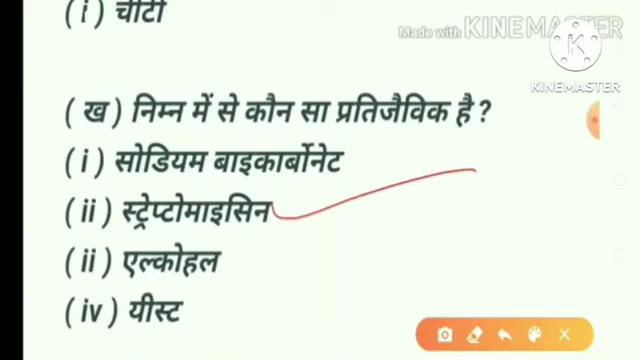 (i) चींटी
Made with KINEMASTER
KINEMASTER
(ख) निम्न में से कौन सा प्रतिजैविक है?
(i) सोडियम बाइकार्बोनेट
(ii) स्ट्रेप्टोमाइसिन
(ii) एल्कोहल
(iv) यीस्ट